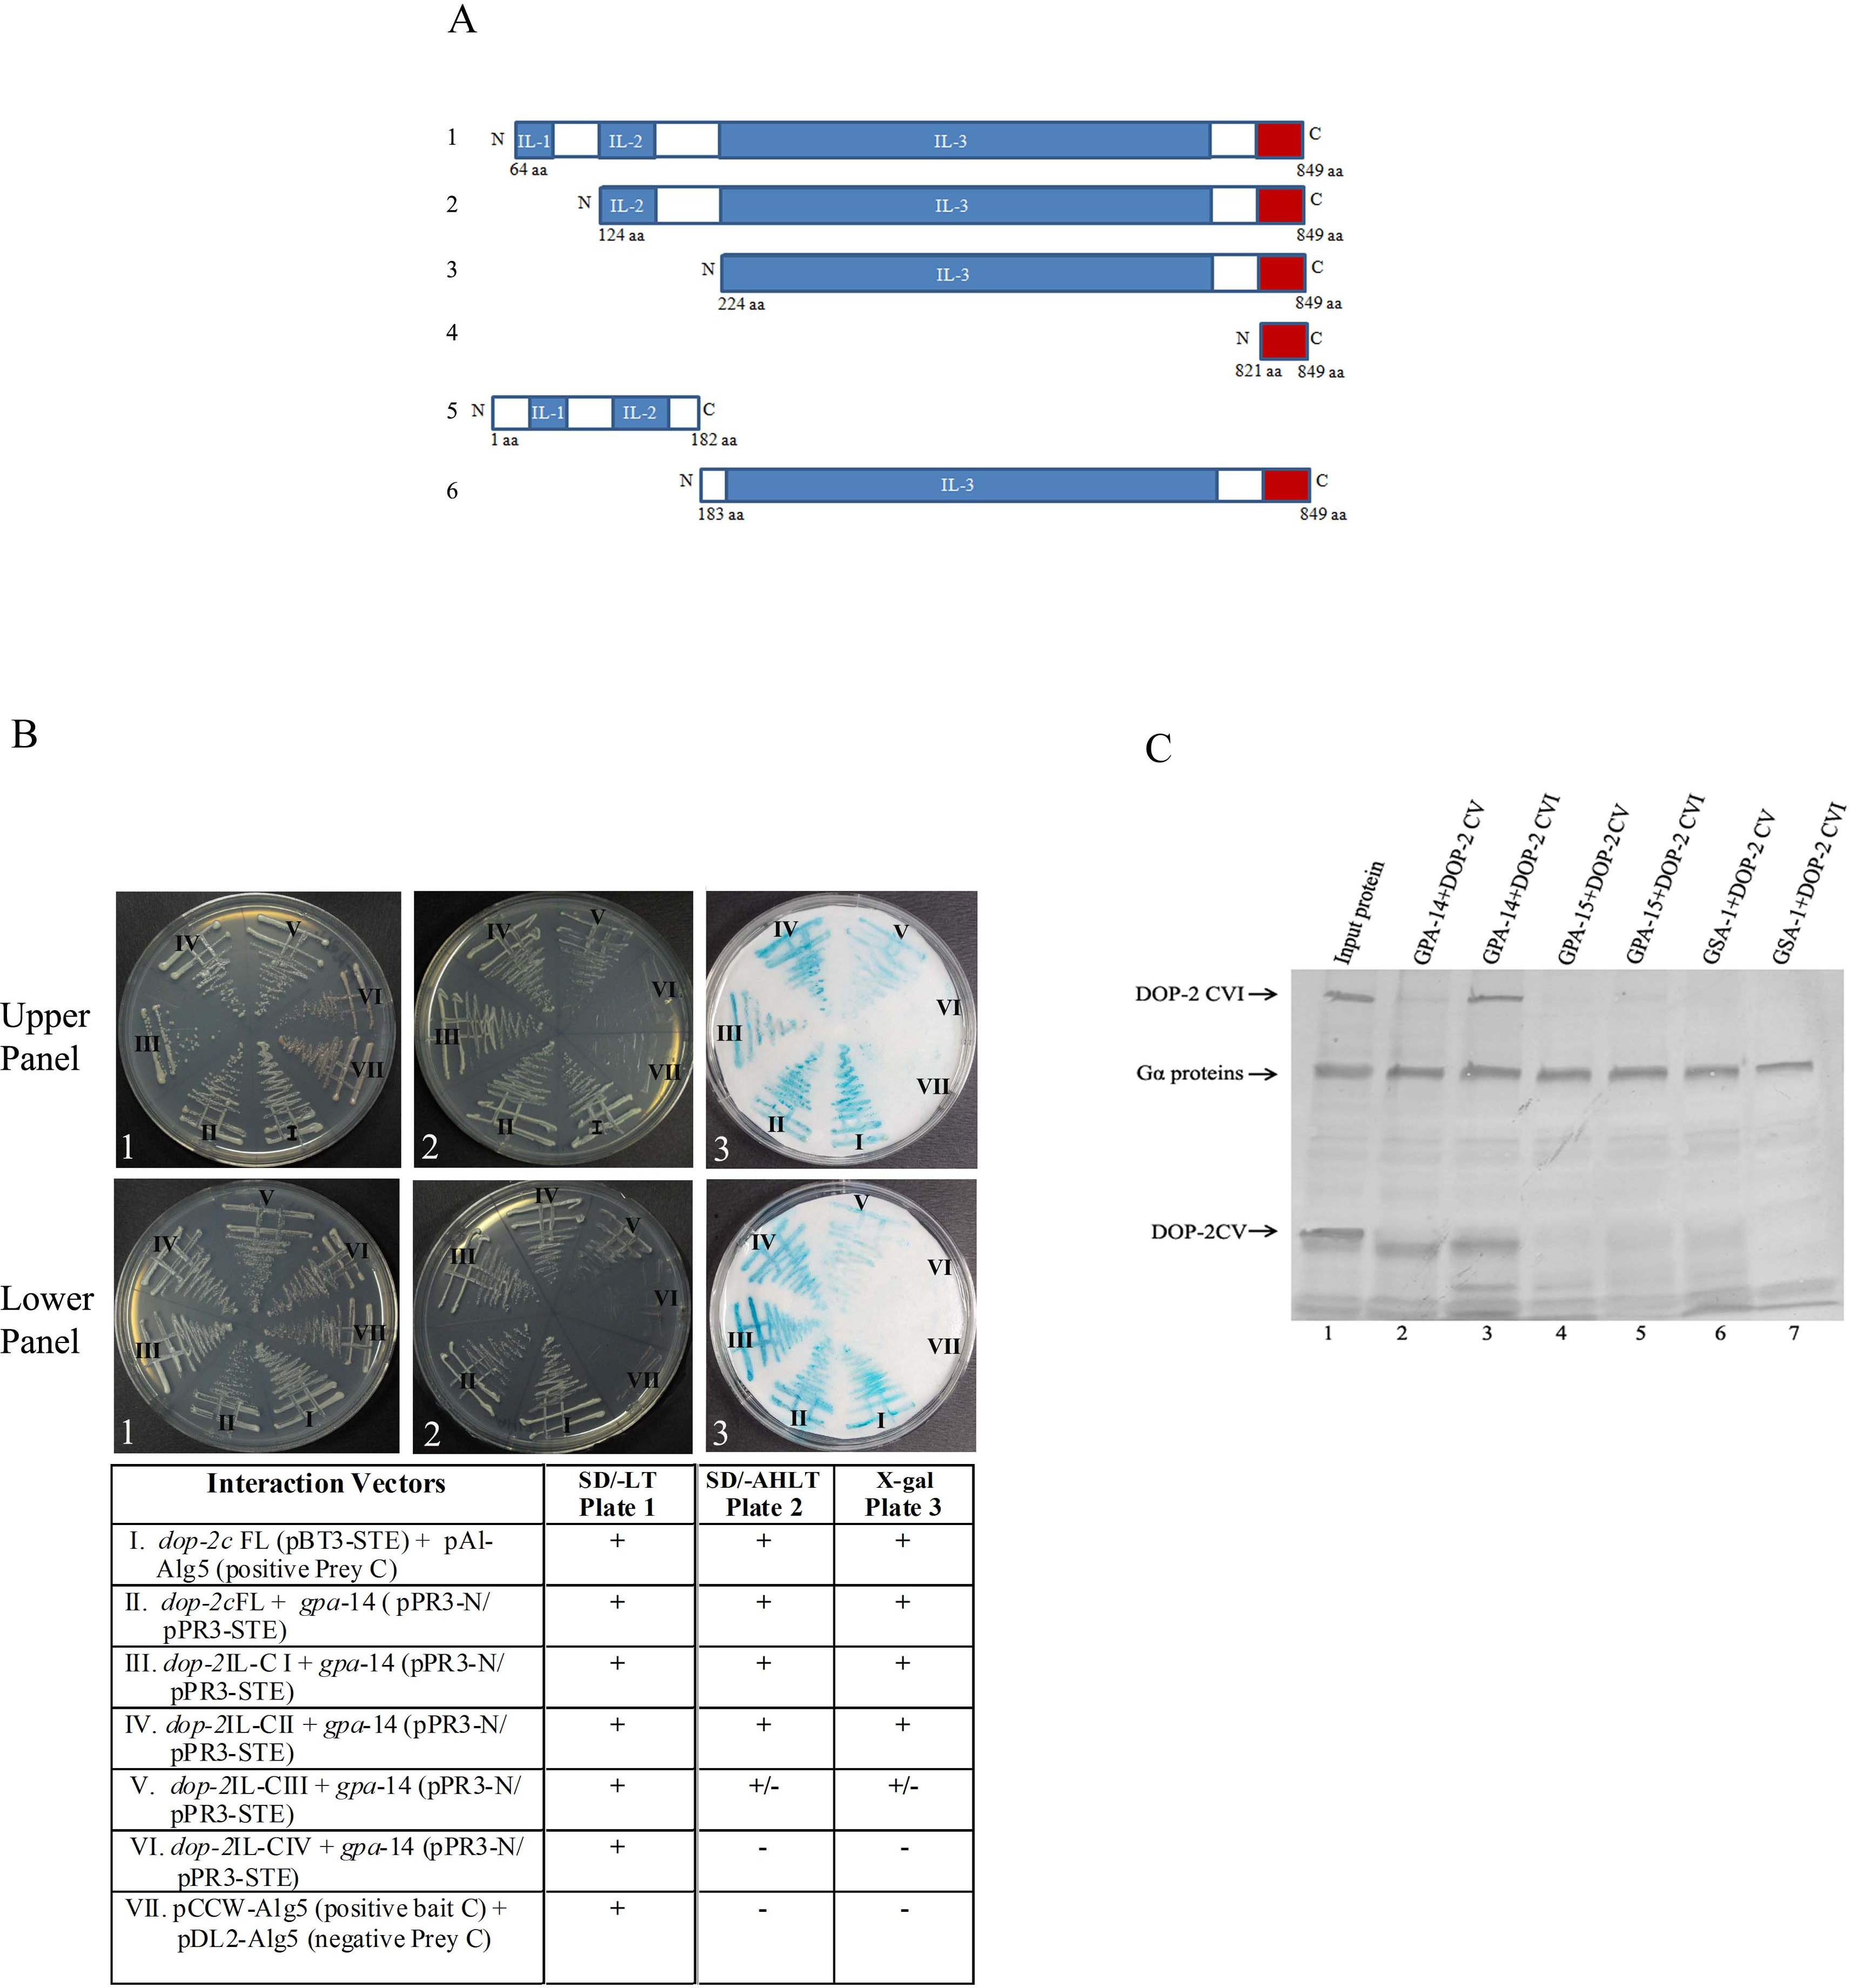 A
1 N IL-1 IL-2 IL-3 C
64 aa 849 aa
2 N IL-2 IL-3 C
124 aa 849 aa
3 N IL-3 C
224 aa 849 aa
4 N C
821 aa 849 aa
5 N IL-1 IL-2 C
1 aa 182 aa
6 N IL-3 C
183 aa 849 aa
B
Upper Panel
I II III IV V VI VII 1
I II III IV V VI VII 2
I II III IV V VI VII 3
Lower Panel
I II III IV V VI VII 1
I II III IV V VI VII 2
I II III IV V VI VII 3
Interaction Vectors SD/-LT Plate 1 SD/-AHLT Plate 2 X-gal Plate 3
I. dop-2c FL (pBT3-STE) + pAl- + + +
Alg5 (positive Prey C)
II. dop-2cFL + gpa-14 ( pPR3-N/ + + +
pPR3-STE)
III. dop-2IL-C I + gpa-14 (pPR3-N/ + + +
pPR3-STE)
IV. dop-2IL-CII + gpa-14 (pPR3-N/ + + +
pPR3-STE)
V. dop-2IL-CIII + gpa-14 (pPR3-N/ + +/- +/-
pPR3-STE)
VI. dop-2IL-CIV + gpa-14 (pPR3-N/ + - -
pPR3-STE)
VII. pCCW-Alg5 (positive bait C) + + - -
pDL2-Alg5 (negative Prey C)
C
Input protein
GPA-14+DOP-2 CV
GPA-14+DOP-2 CVI
GPA-15+DOP-2CV
GPA-15+DOP-2 CVI
GSA-1+DOP-2 CV
GSA-1+DOP-2 CVI
DOP-2 CVI→
Gα proteins→
DOP-2CV→
1 2 3 4 5 6 7